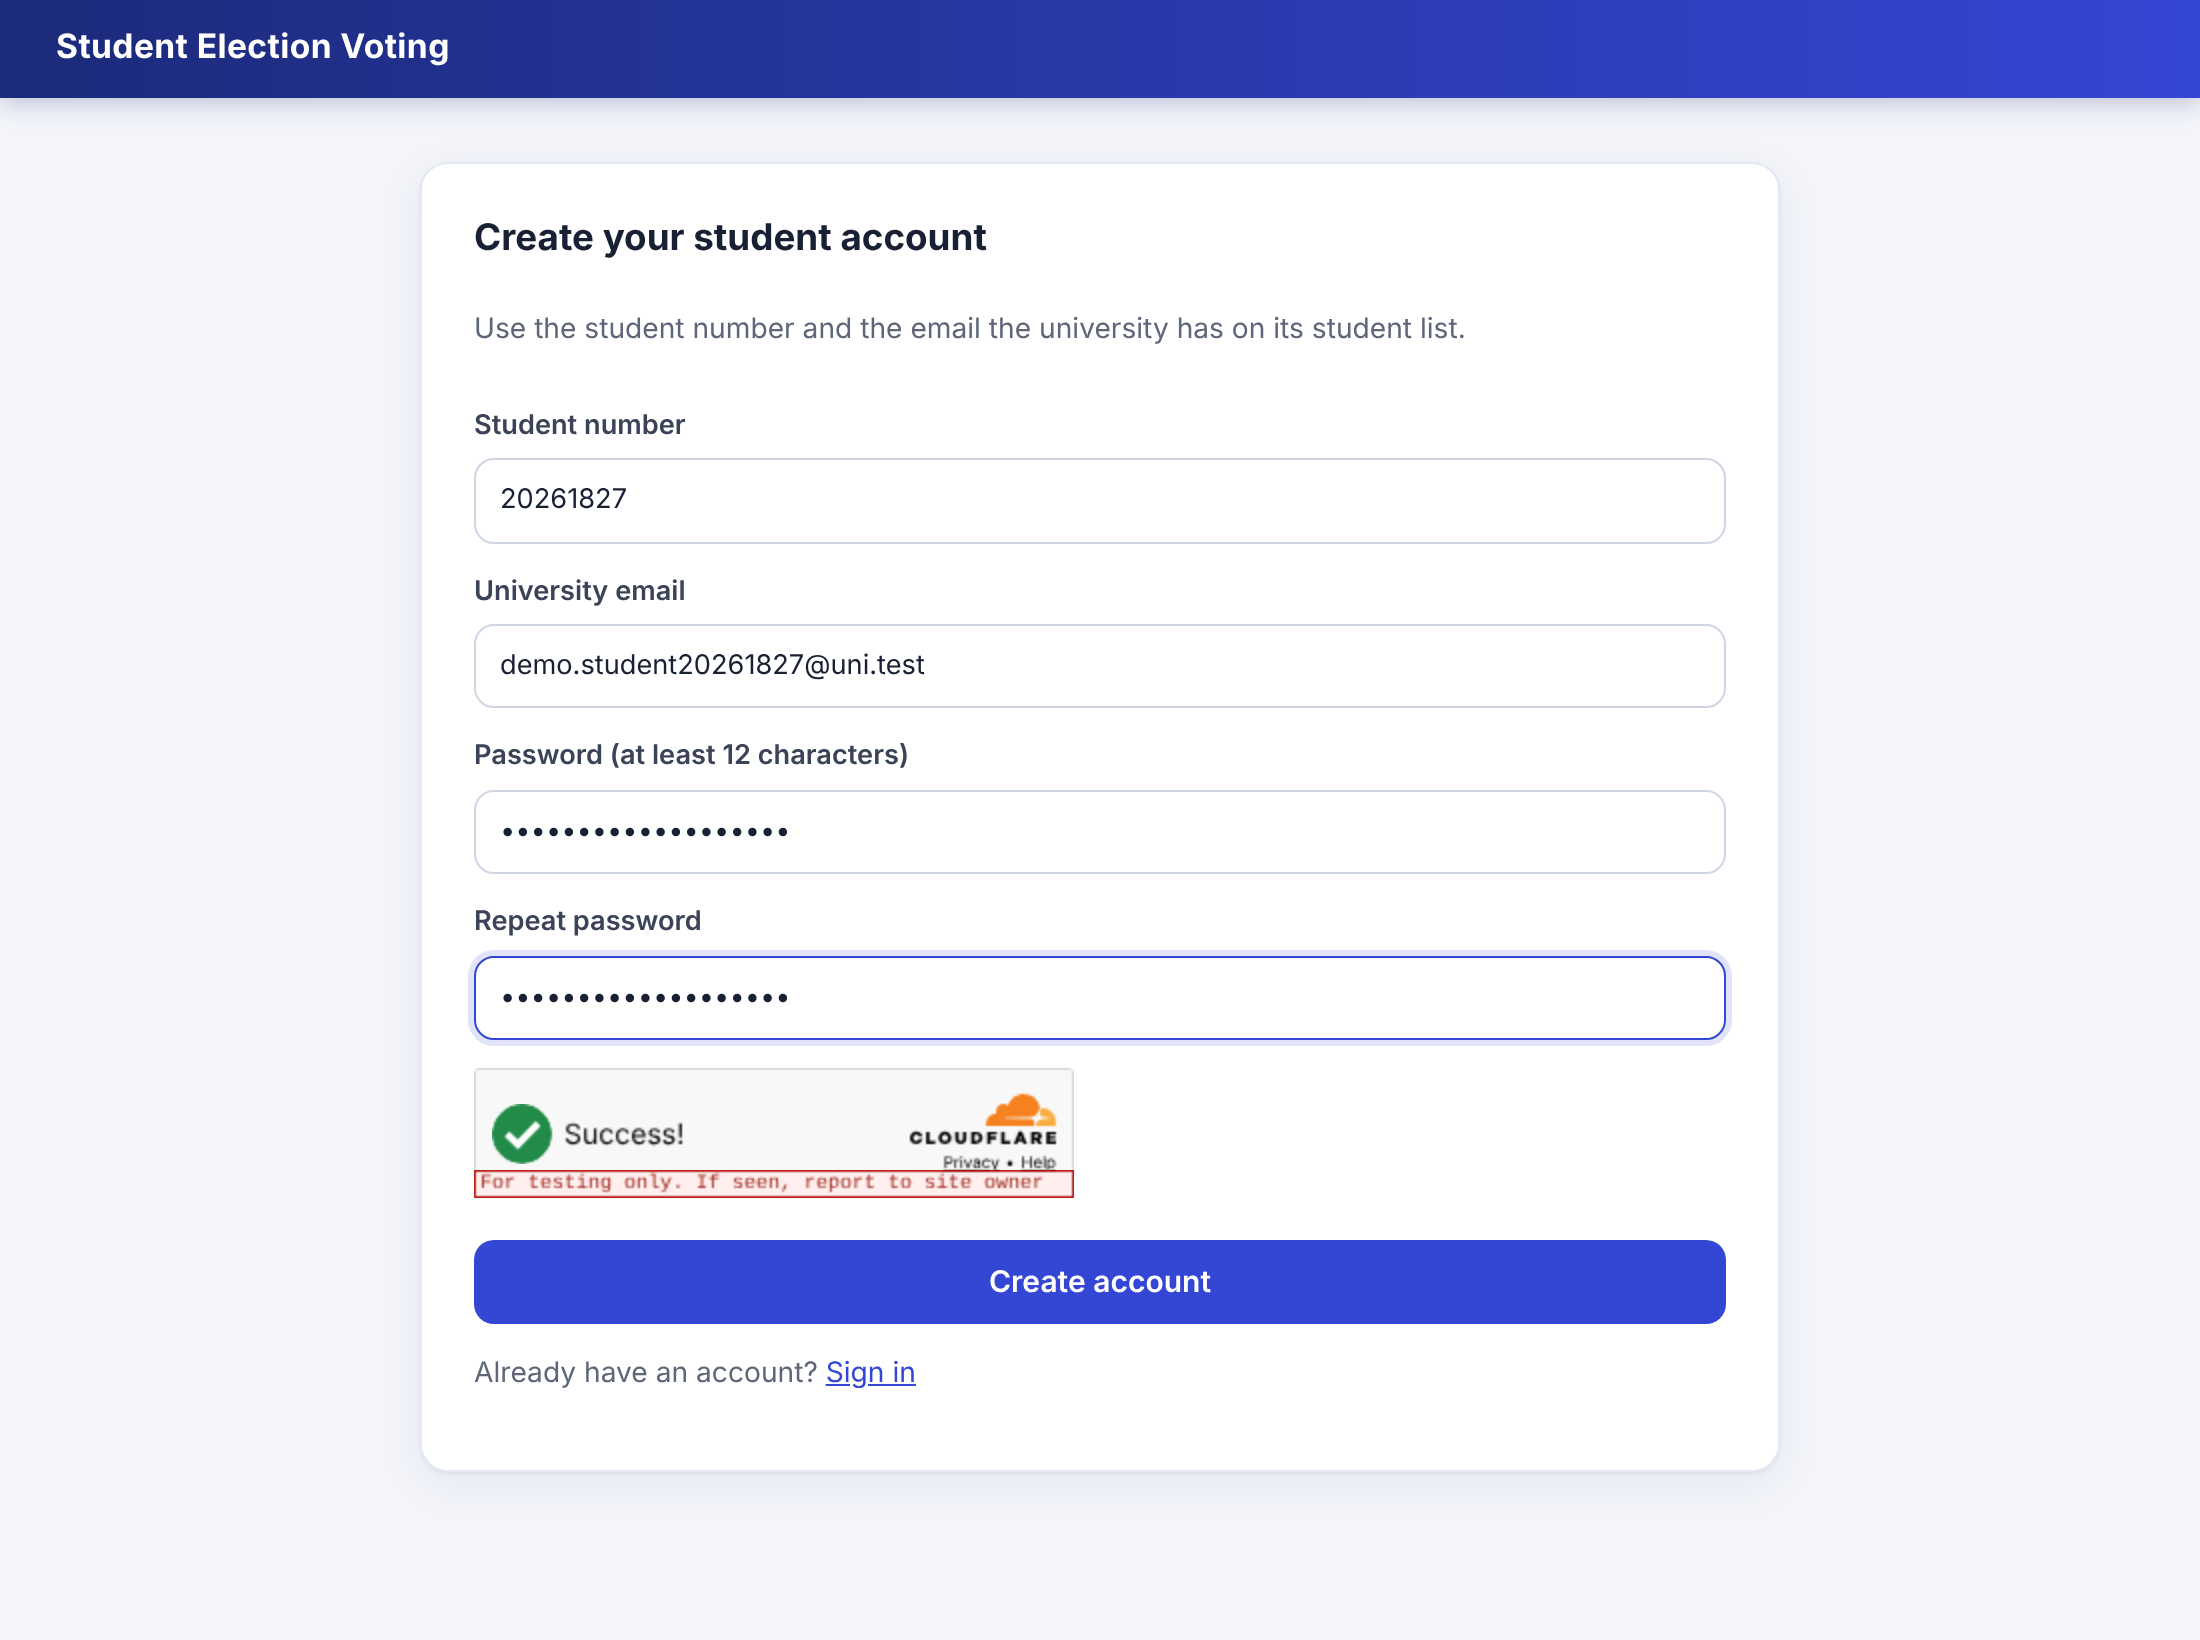 Student Election Voting
Create your student account
Use the student number and the email the university has on its student list.
Student number
20261827
University email
demo.student20261827@uni.test
Password (at least 12 characters)
•••••••••••••••••••
Repeat password
•••••••••••••••••••
Success!
CLOUDFLARE
Privacy • Help
For testing only. If seen, report to site owner
Create account
Already have an account? Sign in